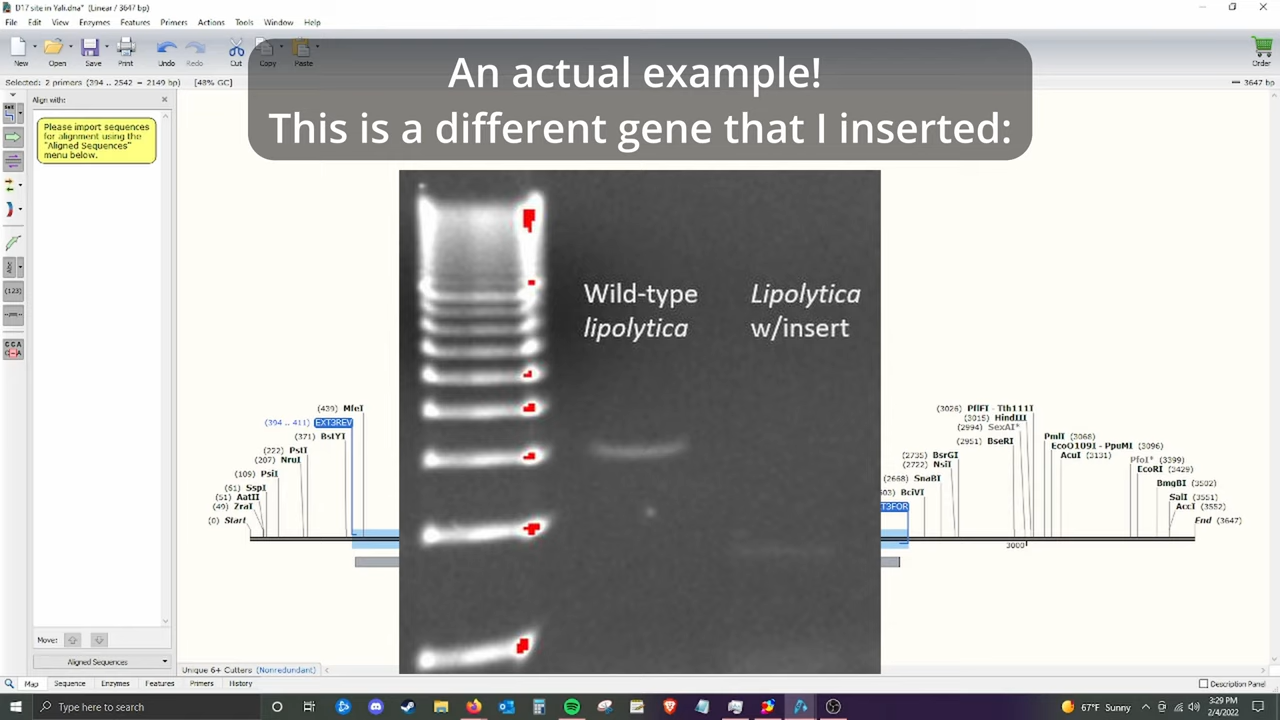 D17 site in Yali.dna* (Linear / 3647 bp)
File Edit View Enzymes Features Primers Actions Tools Window Help
New Open Save Print Undo Redo Cut Copy Paste Order
Selected: 2 primers (394 .. 2542 = 2149 bp) [48% GC]
3647 bp
An actual example!
This is a different gene that I inserted:
Align with:
Please import sequences
for alignment using the
"Aligned Sequences"
menu below.
Wild-type
lipolytica
Lipolytica
w/insert
(439) MfeI
(394 .. 411) EXT3REV
(371) BstYI
(222) PstI
(207) NruI
(109) PsiI
(61) SspI
(51) AatII
(49) ZraI
(0) Start
(3026) PflFI - Tth111I
(3015) HindIII
(2994) SexAI*
(2951) BseRI
(2735) BsrGI
(2722) NsiI
(2668) SnaBI
BciVI
T3FOR
PmlI (3068)
EcoO109I - PpuMI (3096)
AcuI (3131)
PfoI* (3399)
EcoRI (3429)
BmgBI (3502)
SalI (3551)
AccI (3552)
End (3647)
3000
Move:
Aligned Sequences
Unique 6+ Cutters (Nonredundant)
Map Sequence Enzymes Features Primers History
Description Panel
Type here to search
67°F Sunny
3:29 PM
2/4/2022